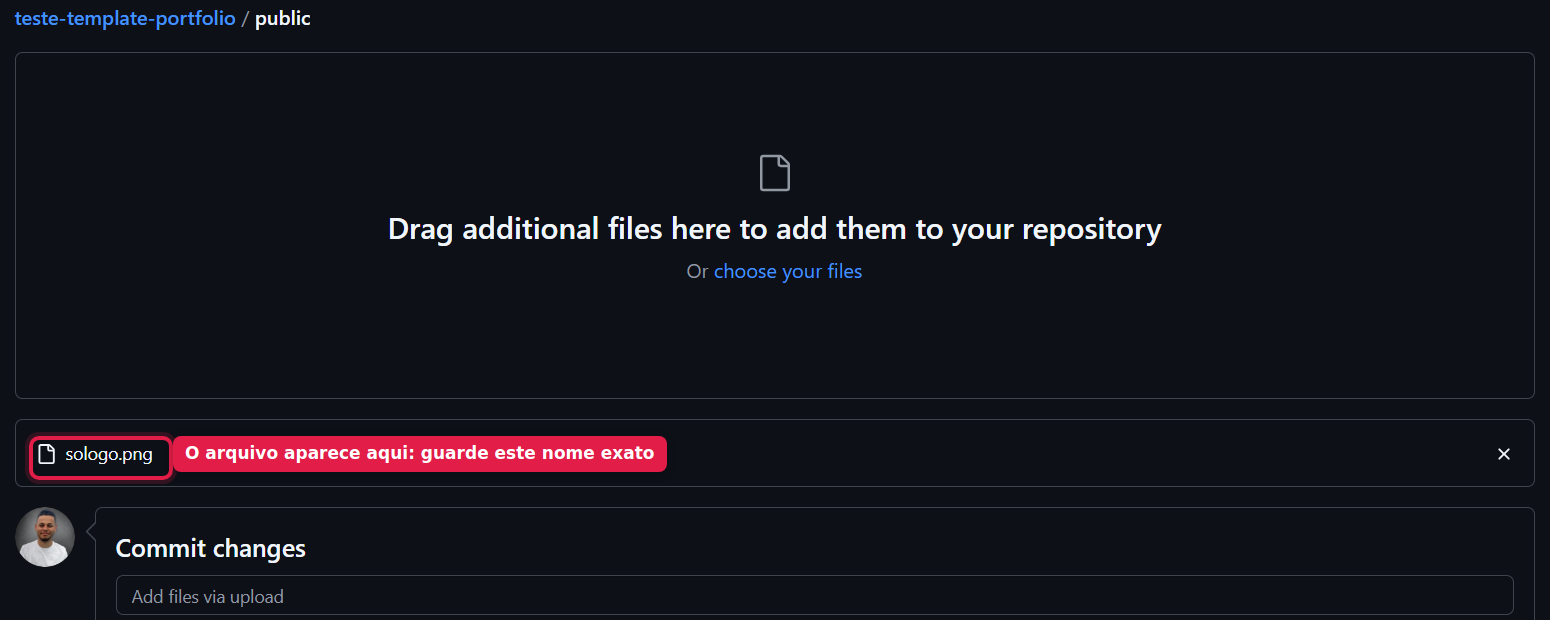 teste-template-portfolio / public
Drag additional files here to add them to your repository
Or choose your files
sologo.png
O arquivo aparece aqui: guarde este nome exato
Commit changes
Add files via upload